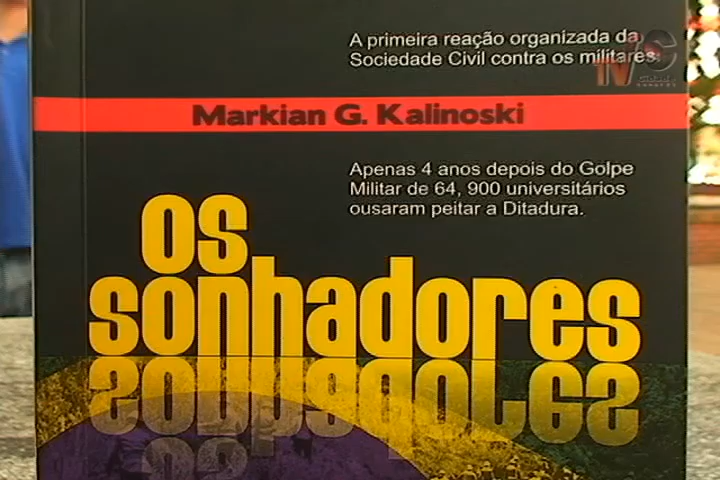 A primeira reação organizada da
Sociedade Civil contra os militares.
Markian G. Kalinoski
Apenas 4 anos depois do Golpe
Militar de 64, 900 universitários
ousaram peitar a Ditadura.
os
sonhadores
TV